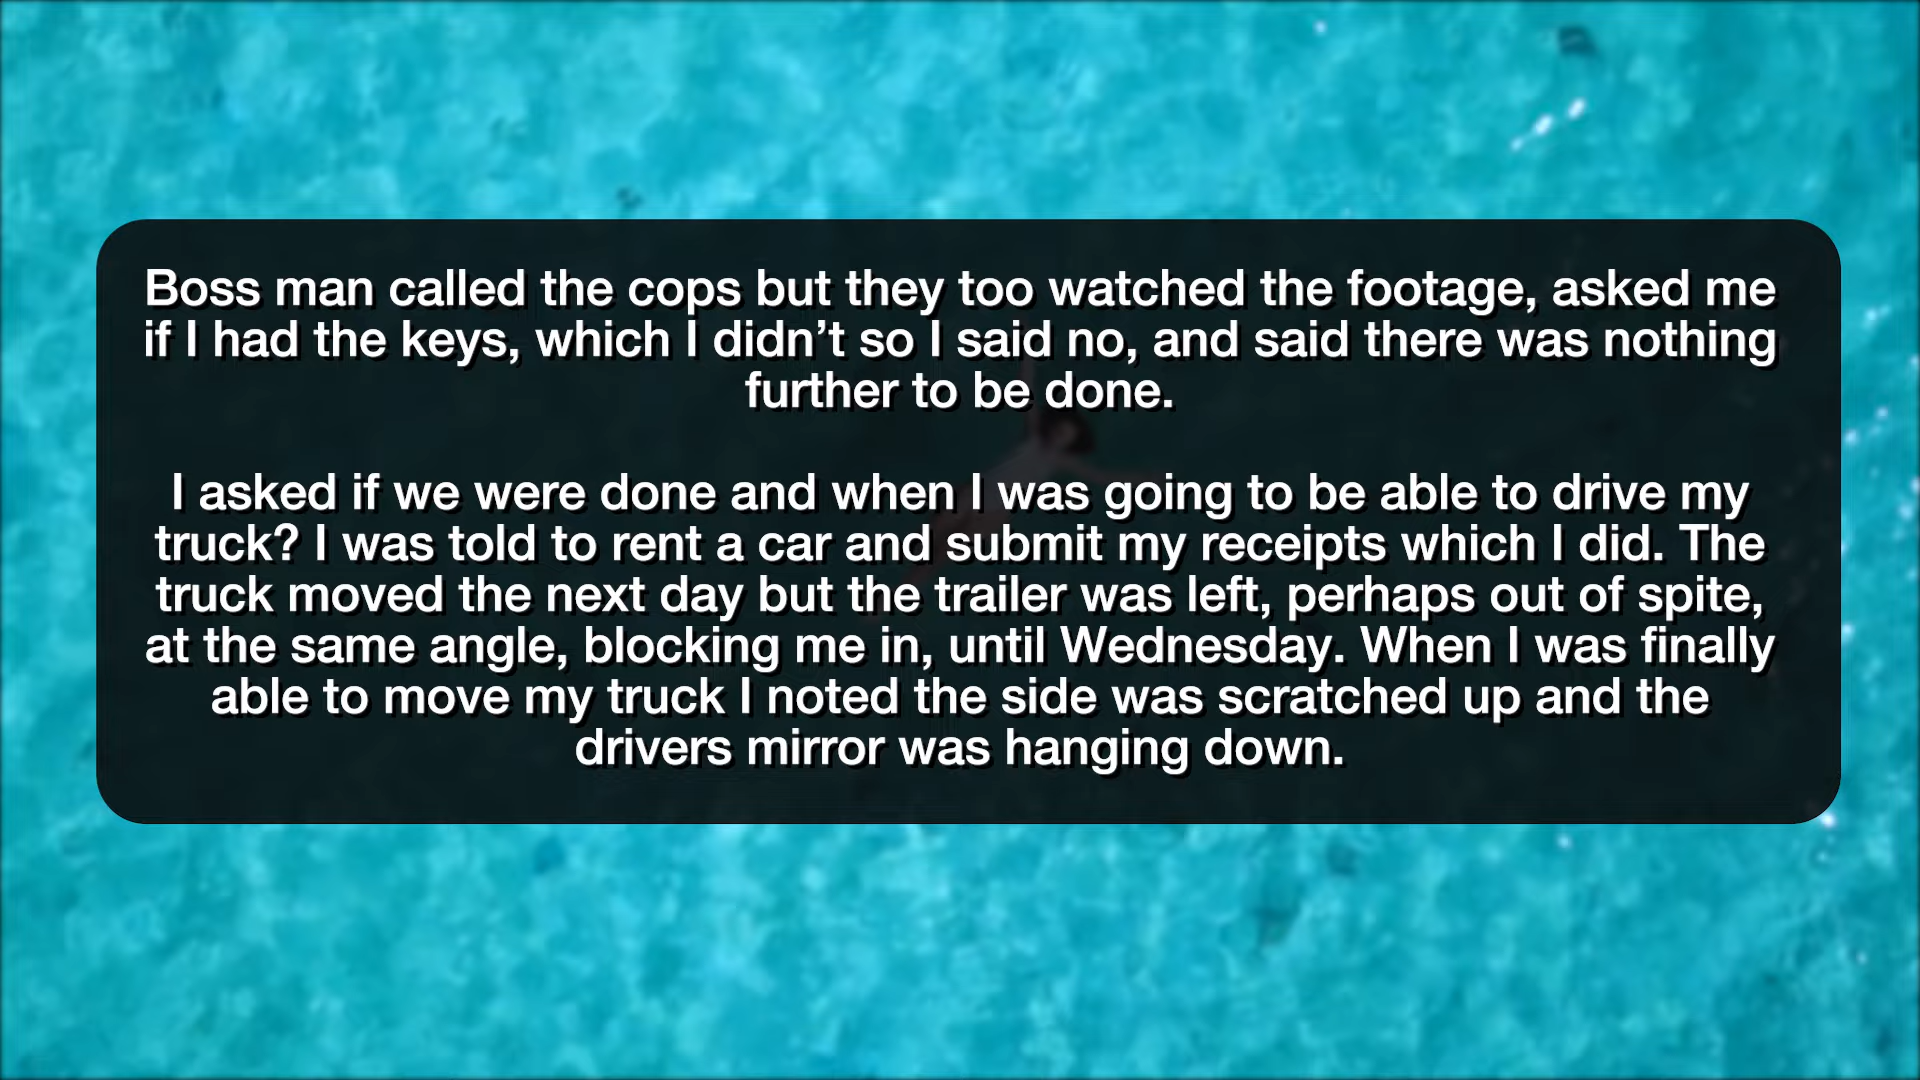 Boss man called the cops but they too watched the footage, asked me
if I had the keys, which I didn’t so I said no, and said there was nothing
further to be done.
I asked if we were done and when I was going to be able to drive my
truck? I was told to rent a car and submit my receipts which I did. The
truck moved the next day but the trailer was left, perhaps out of spite,
at the same angle, blocking me in, until Wednesday. When I was finally
able to move my truck I noted the side was scratched up and the
drivers mirror was hanging down.